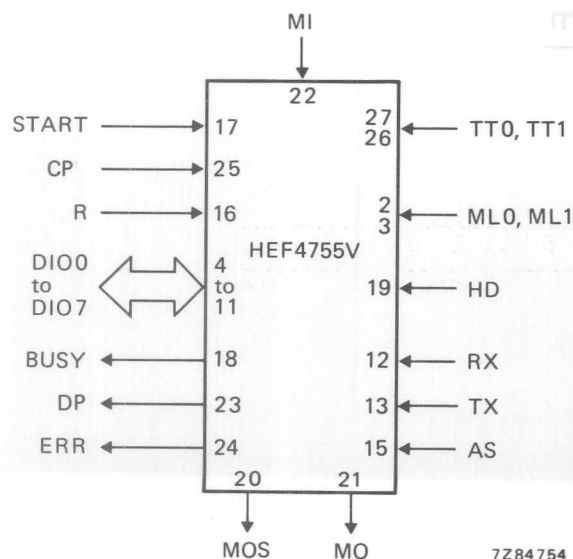 MI
22
START
17
27
26
TT0, TT1
CP
25
R
16
2
3
ML0, ML1
HEF4755V
DIO0
to
DIO7
4
to
11
19
HD
BUSY
18
12
RX
DP
23
13
TX
ERR
24
15
AS
20
21
MOS
MO
7Z84754